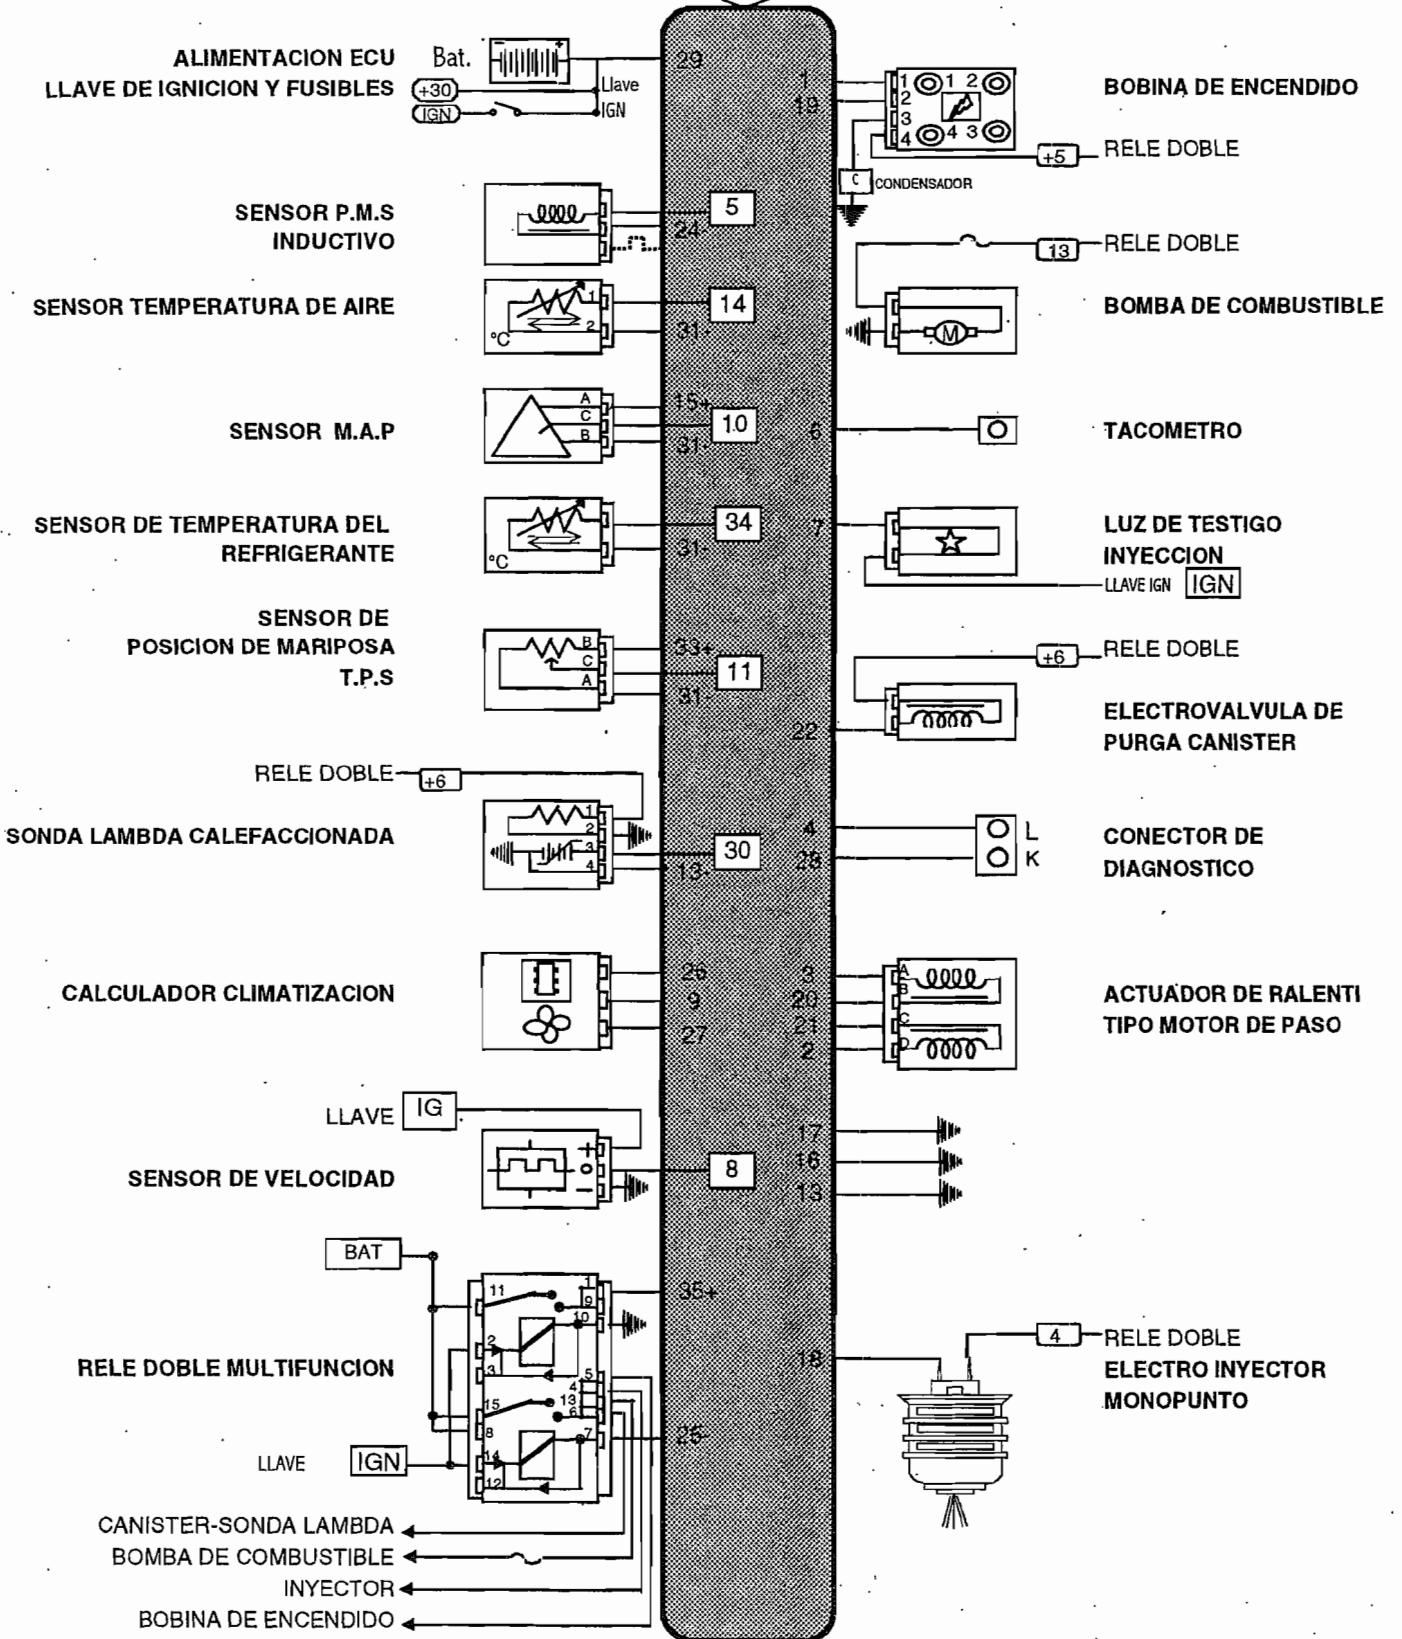 ALIMENTACION ECU
LLAVE DE IGNICION Y FUSIBLES
Bat.
- +
+30
IGN
Llave
IGN
29
SENSOR P.M.S
INDUCTIVO
5
24-
SENSOR TEMPERATURA DE AIRE
1
2
°C
14
31-
SENSOR M.A.P
A
C
B
15+
10
31-
SENSOR DE TEMPERATURA DEL
REFRIGERANTE
°C
34
31-
SENSOR DE
POSICION DE MARIPOSA
T.P.S
B
C
A
33+
11
31-
RELE DOBLE
+6
SONDA LAMBDA CALEFACCIONADA
1
2
3
4
30
13-
CALCULADOR CLIMATIZACION
26
9
27
LLAVE IG
SENSOR DE VELOCIDAD
+
o
-
8
BAT
RELE DOBLE MULTIFUNCION
11
2
3
15
8
14
12
1
9
10
5
4
13
6
7
35+
25-
LLAVE IGN
CANISTER-SONDA LAMBDA
BOMBA DE COMBUSTIBLE
INYECTOR
BOBINA DE ENCENDIDO
1
19
1
2
3
4
1 2
4 3
BOBINA DE ENCENDIDO
+5
RELE DOBLE
C
CONDENSADOR
13
RELE DOBLE
M
BOMBA DE COMBUSTIBLE
6
TACOMETRO
7
LUZ DE TESTIGO
INYECCION
LLAVE IGN IGN
+6
RELE DOBLE
22
ELECTROVALVULA DE
PURGA CANISTER
4
28
L
K
CONECTOR DE
DIAGNOSTICO
3
20
21
2
A
B
C
D
ACTUADOR DE RALENTI
TIPO MOTOR DE PASO
17
16
13
18
4
RELE DOBLE
ELECTRO INYECTOR
MONOPUNTO